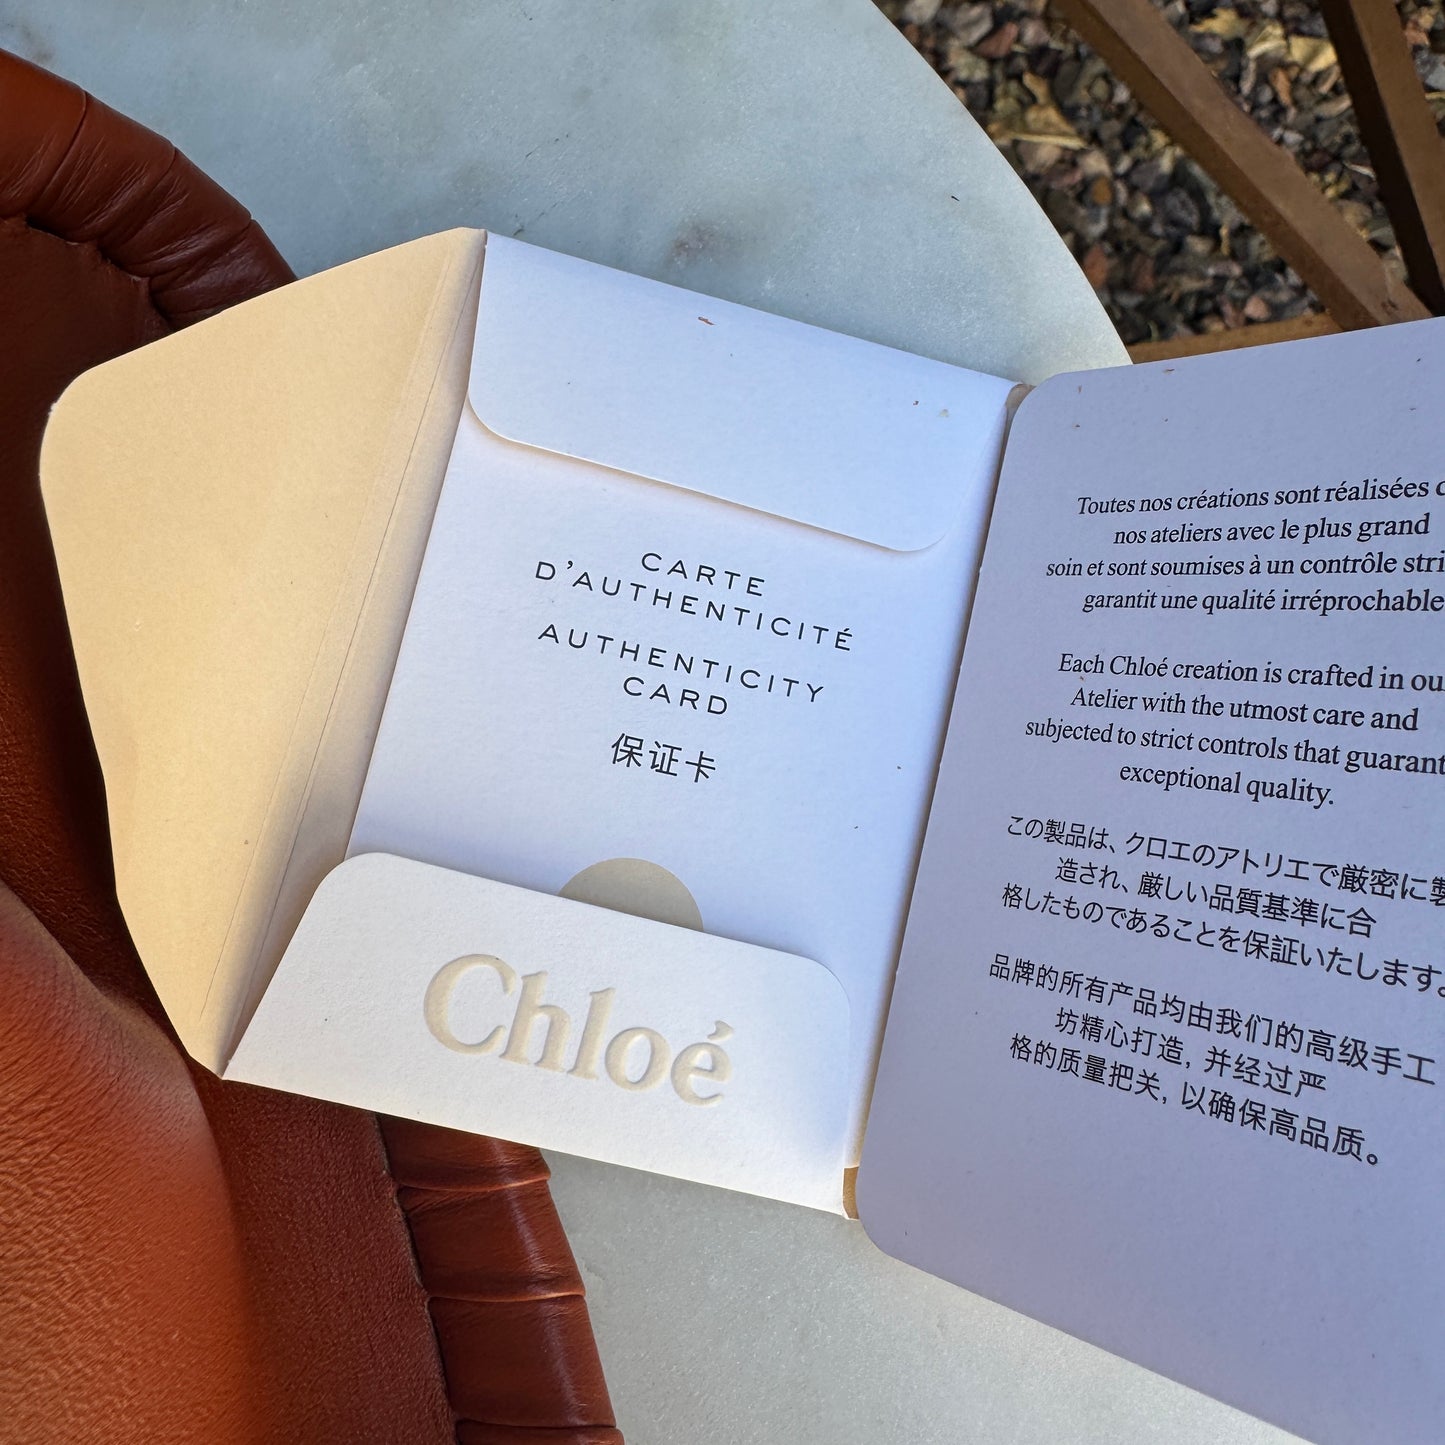 CARTE
D'AUTHENTICITÉ
AUTHENTICITY
CARD
保证卡
Chloé
Toutes nos créations sont réalisées
nos ateliers avec le plus grand
soin et sont soumises à un contrôle
garantit une qualité irréprochable
Each Chloé creation is crafted in
Atelier with the utmost care and
subjected to strict controls that
exceptional quality.
この製品は、クロエのアトリエで厳密に製
造され、厳しい品質基準に合
格したものであることを保証いたします。
品牌的所有产品均由我们的高级手工
坊精心打造, 并经过严
格的质量把关, 以确保高品质。